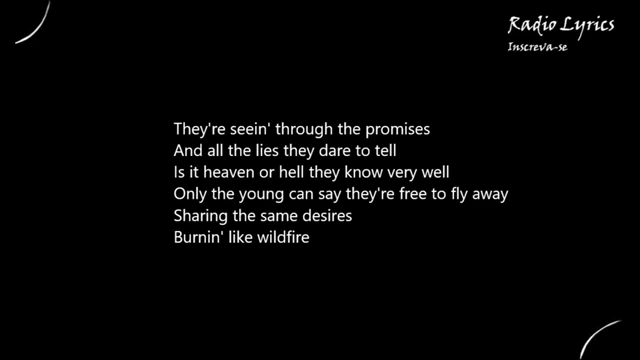 Radio Lyrics
Inscreva-se
They're seein' through the promises
And all the lies they dare to tell
Is it heaven or hell they know very well
Only the young can say they're free to fly away
Sharing the same desires
Burnin' like wildfire